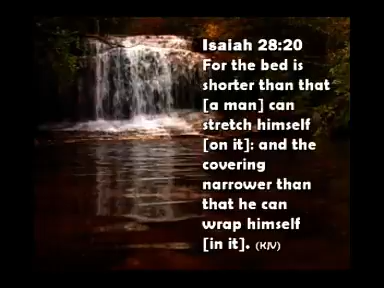 Isaiah 28:20
For the bed is
shorter than that
[a man] can
stretch himself
[on it]: and the
covering
narrower than
that he can
wrap himself
[in it]. (KJV)